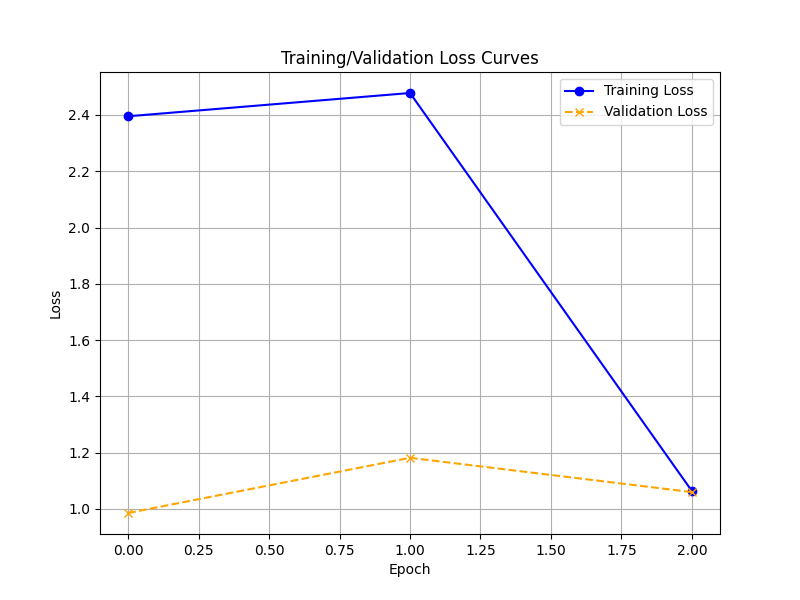 Training/Validation Loss Curves
Training Loss
Validation Loss
2.4
2.2
2.0
1.8
1.6
1.4
1.2
1.0
Loss
0.00 0.25 0.50 0.75 1.00 1.25 1.50 1.75 2.00
Epoch